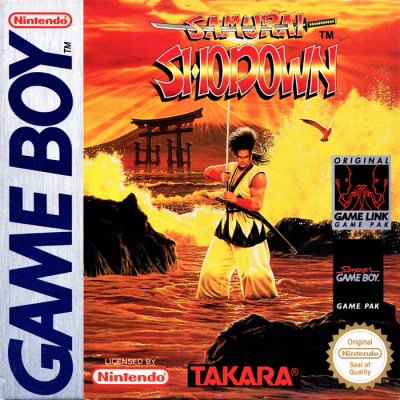 Nintendo
GAME BOY
TM
SAMURAI
SHODOWN
TM
ORIGINAL
GAME LINK
GAME PAK
Super
GAME BOY
GAME PAK
LICENSED BY
Nintendo
TAKARA®
Original
Nintendo
Seal of
Quality